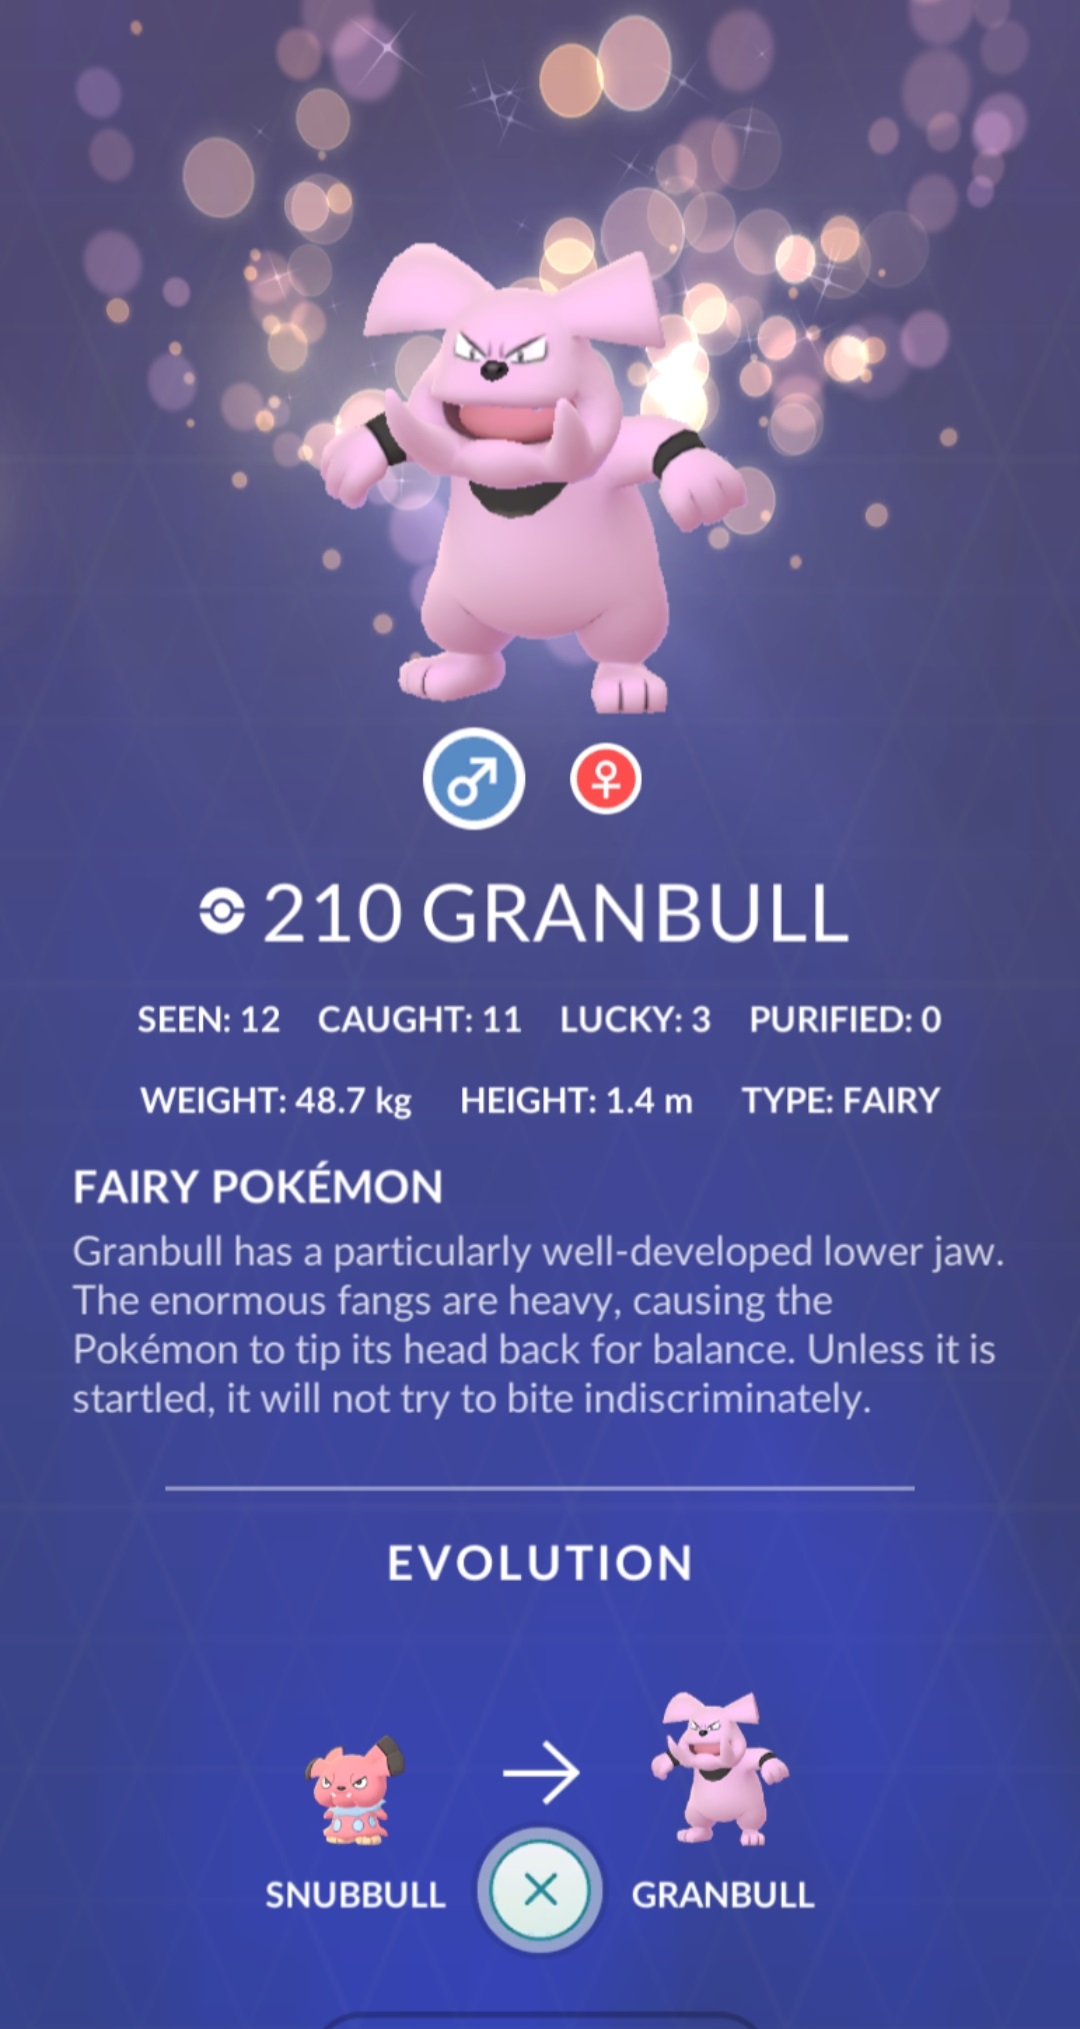 210 GRANBULL
SEEN: 12 CAUGHT: 11 LUCKY: 3 PURIFIED: 0
WEIGHT: 48.7 kg HEIGHT: 1.4 m TYPE: FAIRY
FAIRY POKÉMON
Granbull has a particularly well-developed lower jaw.
The enormous fangs are heavy, causing the
Pokémon to tip its head back for balance. Unless it is
startled, it will not try to bite indiscriminately.
EVOLUTION
SNUBBULL GRANBULL